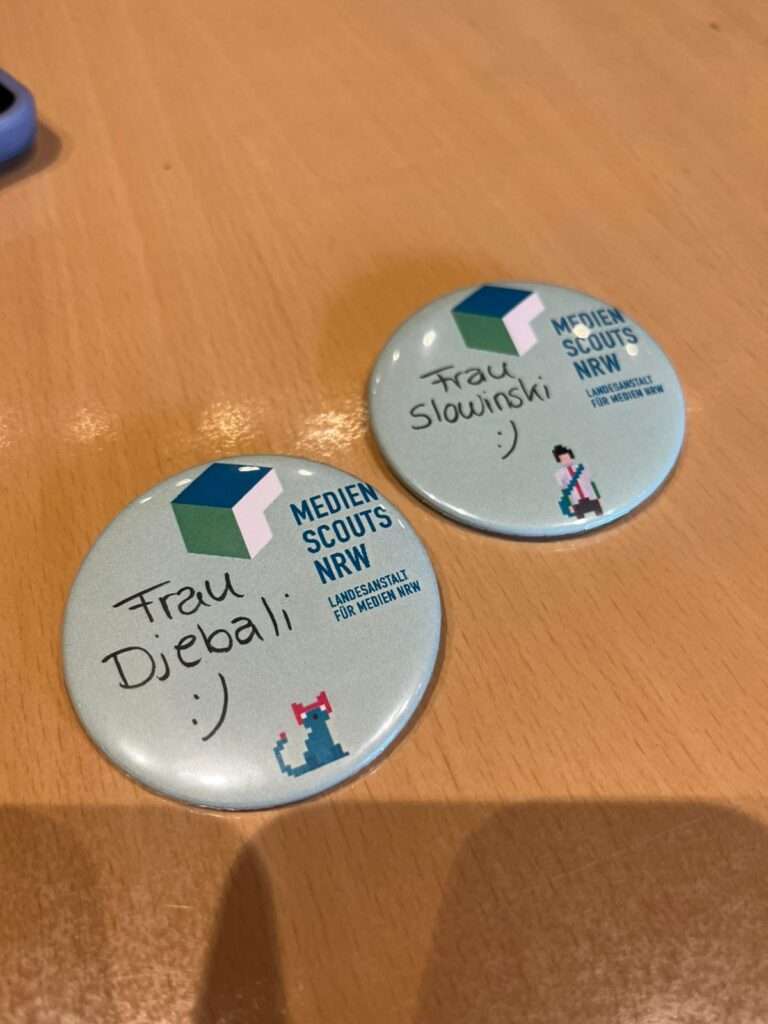 MEDIEN
SCOUTS
NRW
LANDESANSTALT
FÜR MEDIEN NRW
Frau
Slowinski
:)
MEDIEN
SCOUTS
NRW
LANDESANSTALT
FÜR MEDIEN NRW
Frau
Djebali
:)